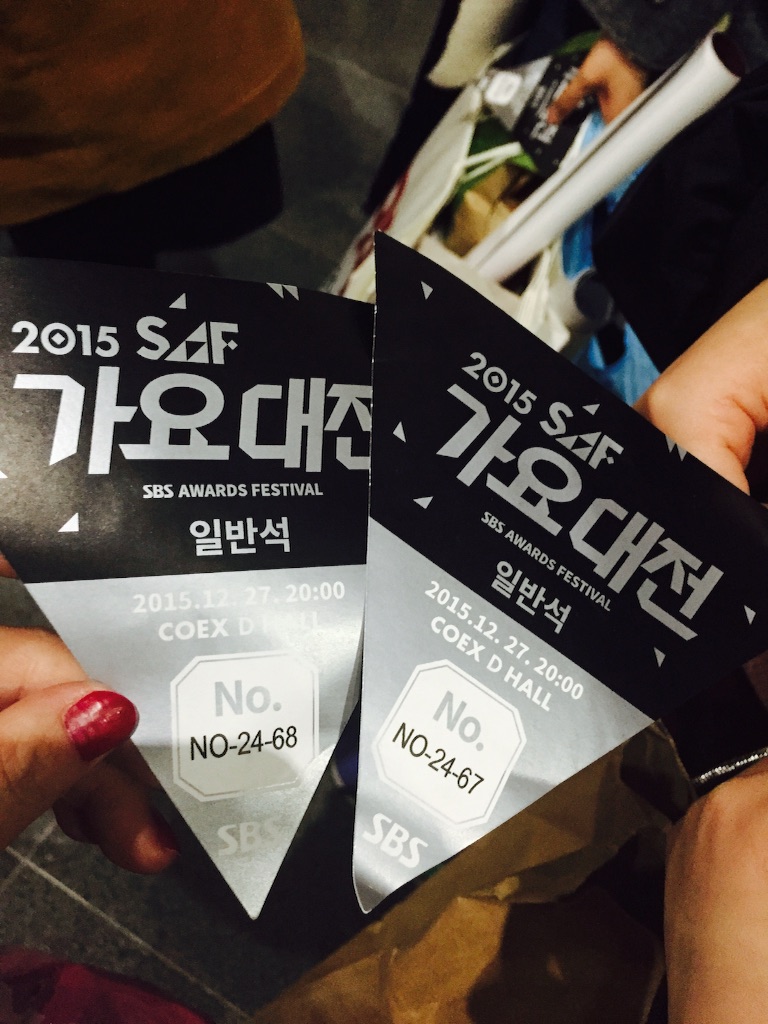 2015 SAF
가요대전
SBS AWARDS FESTIVAL
일반석
2015.12.27. 20:00
COEX D HALL
No.
NO-24-68
SBS
2015 SAF
가요대전
SBS AWARDS FESTIVAL
일반석
2015.12.27. 20:00
COEX D HALL
No.
NO-24-67
SBS